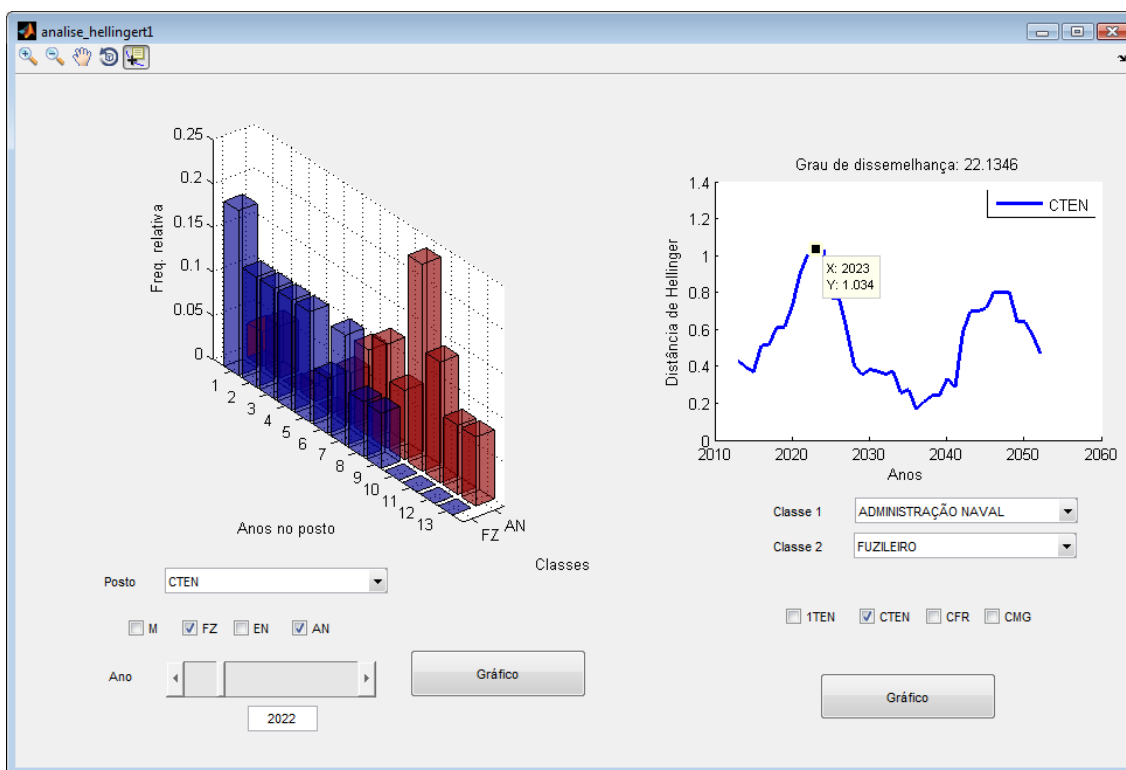 analise_hellingert1
0.25
0.2
0.15
0.1
0.05
0
Freq. relativa
1
2
3
4
5
6
7
8
9
10
11
12
13
Anos no posto
FZ
AN
Classes
Posto
CTEN
M
FZ
EN
AN
Ano
2022
Gráfico
Grau de dissemelhança: 22.1346
1.4
1.2
1
0.8
0.6
0.4
0.2
0
Distância de Hellinger
CTEN
X: 2023
Y: 1.034
2010
2020
2030
2040
2050
2060
Anos
Classe 1
ADMINISTRAÇÃO NAVAL
Classe 2
FUZILEIRO
1TEN
CTEN
CFR
CMG
Gráfico